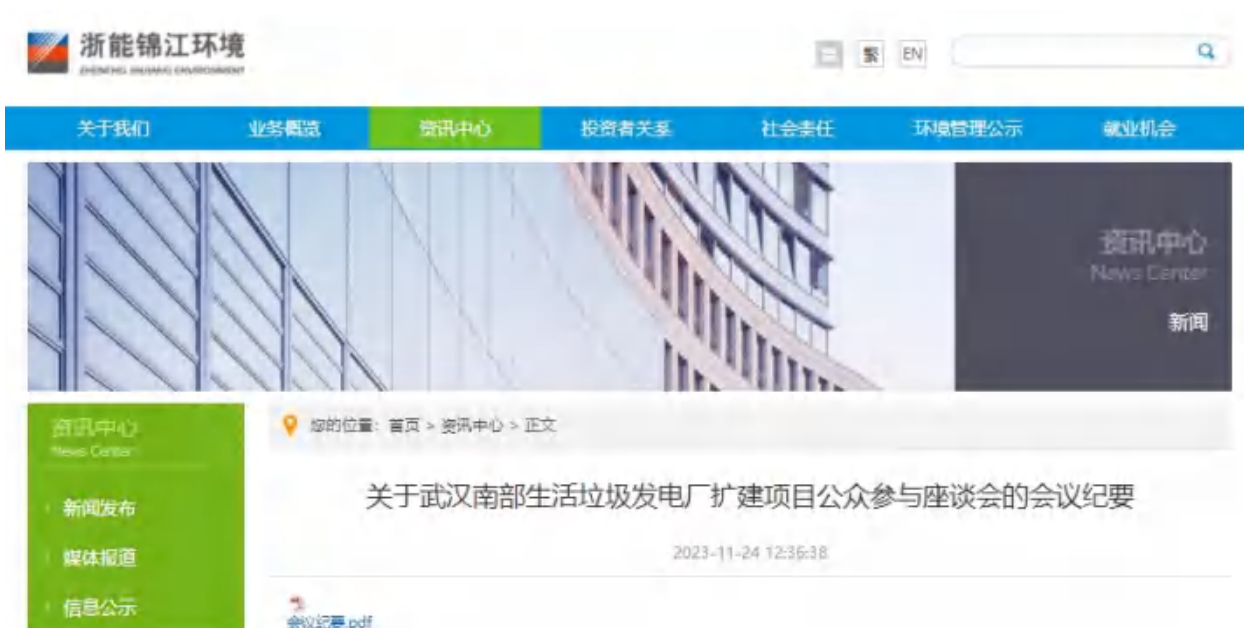 浙能锦江环境
ZHENENG JINJIANG ENVIRONMENT
繁 EN
关于我们 业务概览 资讯中心 投资者关系 社会责任 环境管理公示 就业机会
资讯中心
News Center
新闻
资讯中心
News Center
您的位置：首页 > 资讯中心 > 正文
关于武汉南部生活垃圾发电厂扩建项目公众参与座谈会的会议纪要
2023-11-24 12:36:38
新闻发布
媒体报道
信息公示
会议纪要.pdf